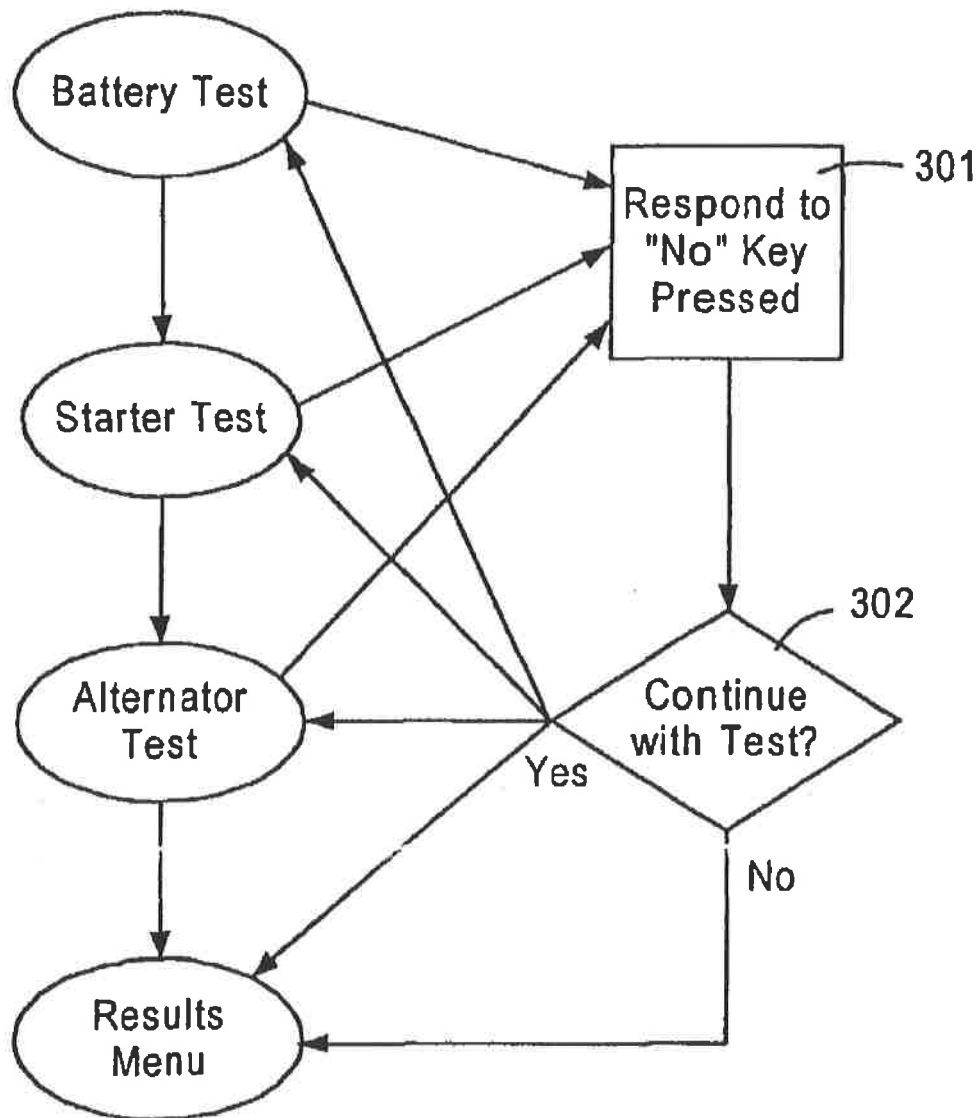 Battery Test
301
Respond to
"No" Key
Pressed
Starter Test
302
Alternator
Test
Continue
with Test?
Yes
No
Results
Menu